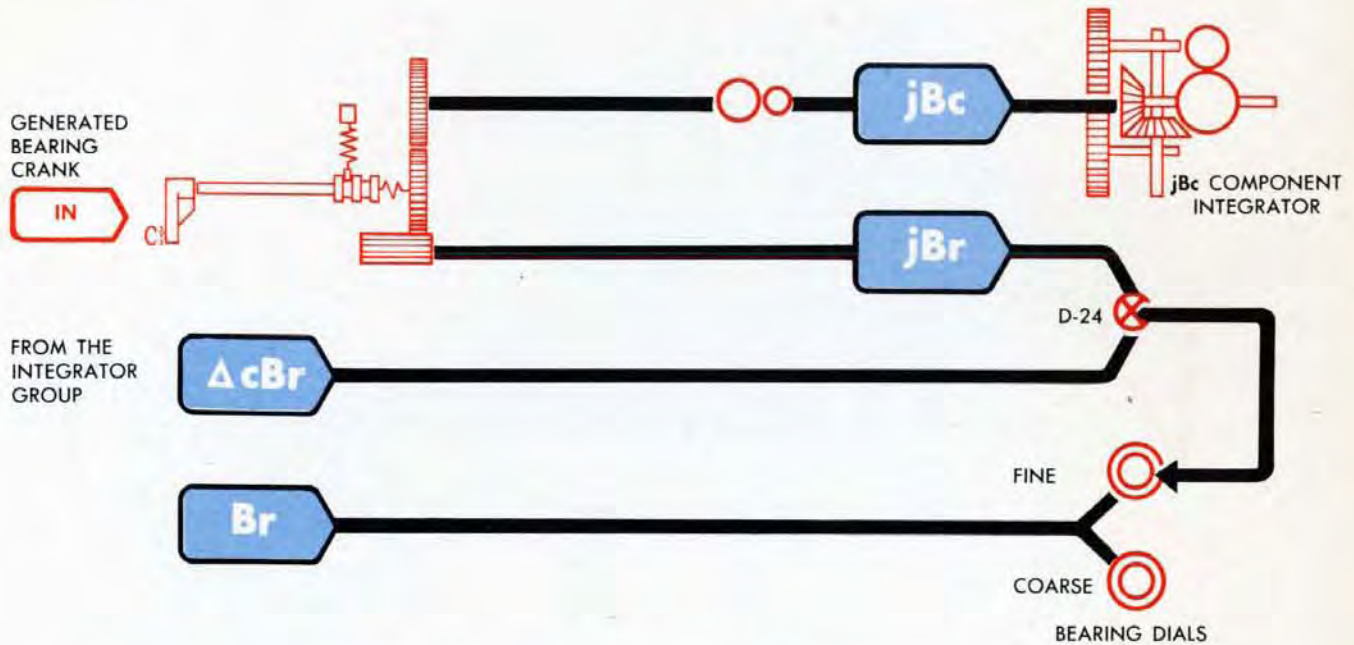 GENERATED
BEARING
CRANK
IN
jBc
jBc COMPONENT
INTEGRATOR
jBr
D-24
FROM THE
INTEGRATOR
GROUP
ΔcBr
Br
FINE
COARSE
BEARING DIALS